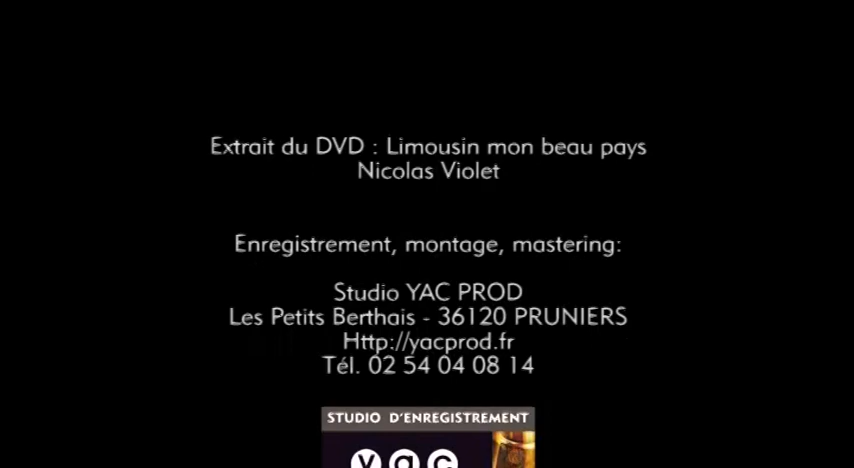 Extrait du DVD : Limousin mon beau pays
Nicolas Violet
Enregistrement, montage, mastering:
Studio YAC PROD
Les Petits Berthais - 36120 PRUNIERS
Http://yacprod.fr
Tél. 02 54 04 08 14
STUDIO D'ENREGISTREMENT
yac